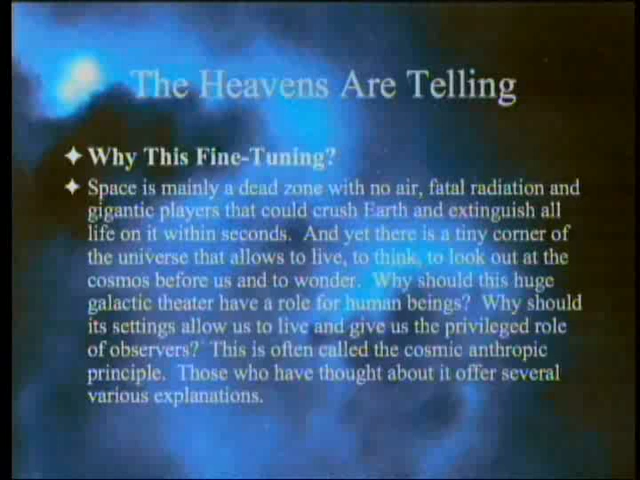 The Heavens Are Telling
✦ Why This Fine-Tuning?
✦ Space is mainly a dead zone with no air, fatal radiation and
gigantic players that could crush Earth and extinguish all
life on it within seconds.  And yet there is a tiny corner of
the universe that allows to live, to think, to look out at the
cosmos before us and to wonder.  Why should this huge
galactic theater have a role for human beings?  Why should
its settings allow us to live and give us the privileged role
of observers?  This is often called the cosmic anthropic
principle.  Those who have thought about it offer several
various explanations.